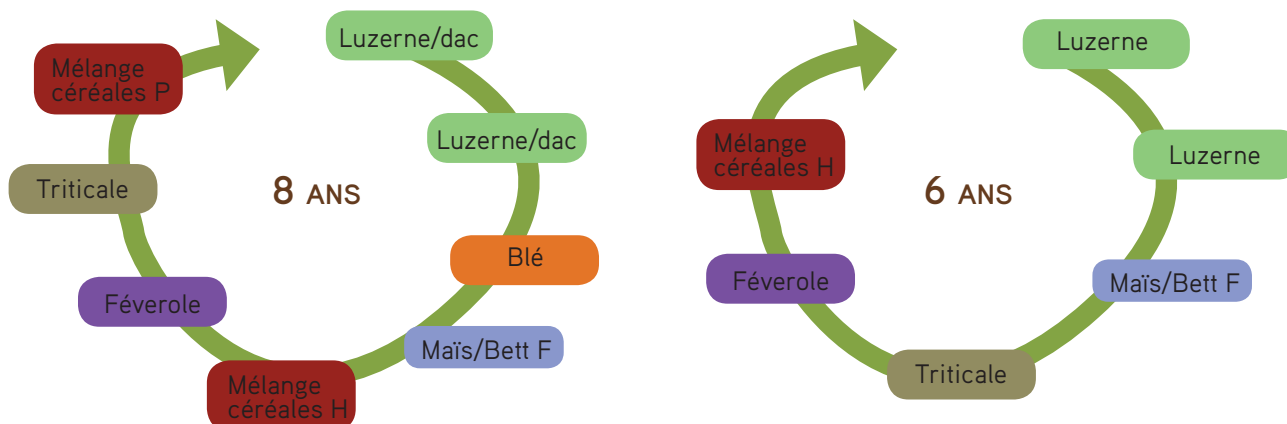 Luzerne/dac
Luzerne/dac
Blé
Maïs/Bett F
Mélange
céréales H
Féverole
Triticale
Mélange
céréales P
8 ANS
Luzerne
Luzerne
Maïs/Bett F
Triticale
Féverole
Mélange
céréales H
6 ANS